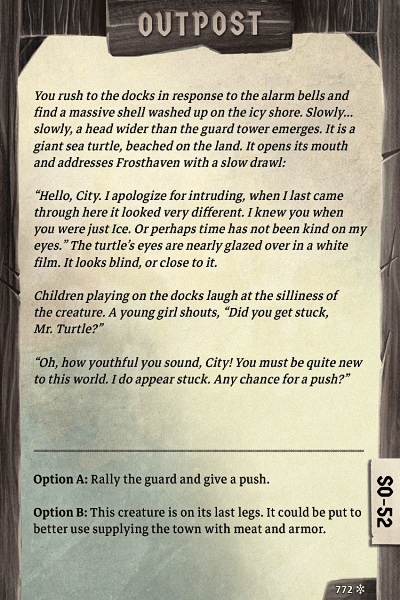 OUTPOST
You rush to the docks in response to the alarm bells and
find a massive shell washed up on the icy shore. Slowly...
slowly, a head wider than the guard tower emerges. It is a
giant sea turtle, beached on the land. It opens its mouth
and addresses Frosthaven with a slow drawl:
“Hello, City. I apologize for intruding, when I last came
through here it looked very different. I knew you when
you were just Ice. Or perhaps time has not been kind on my
eyes.” The turtle's eyes are nearly glazed over in a white
film. It looks blind, or close to it.
Children playing on the docks laugh at the silliness of
the creature. A young girl shouts, “Did you get stuck,
Mr. Turtle?”
“Oh, how youthful you sound, City! You must be quite new
to this world. I do appear stuck. Any chance for a push?”
Option A: Rally the guard and give a push.
Option B: This creature is on its last legs. It could be put to
better use supplying the town with meat and armor.
SO-52
772